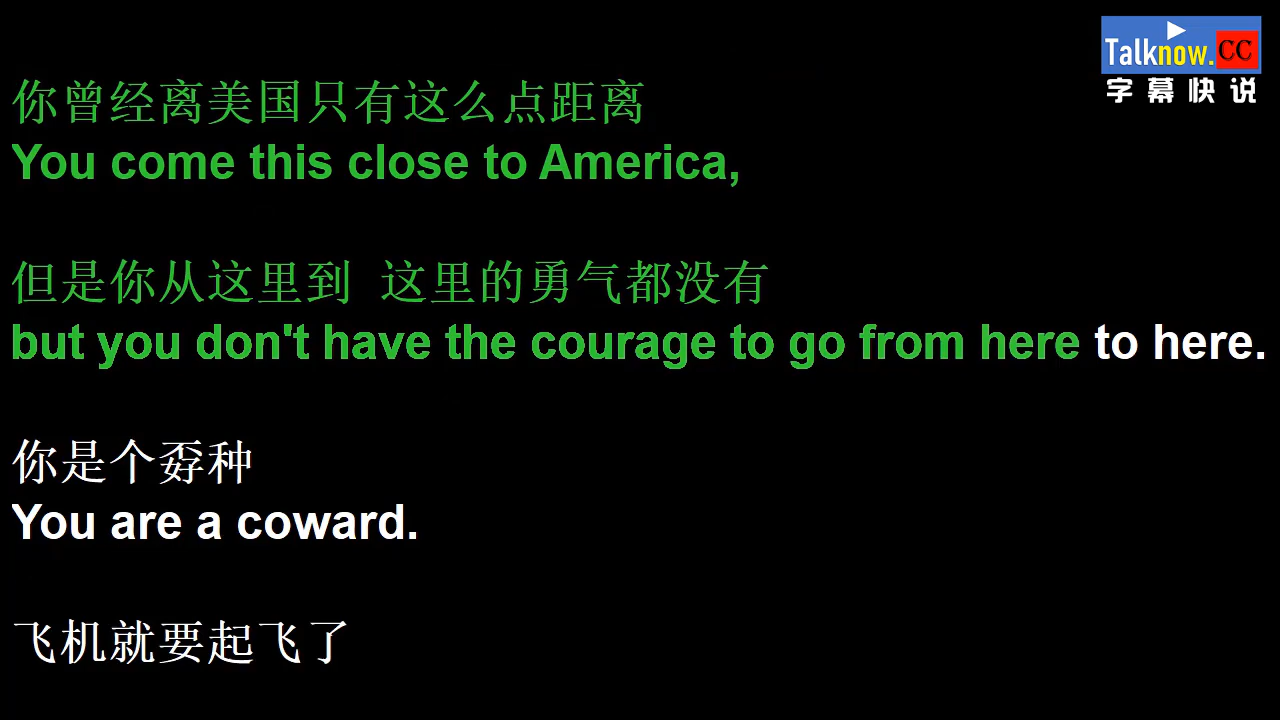 Talknow.CC
字幕快说
你曾经离美国只有这么点距离
You come this close to America,
但是你从这里到 这里的勇气都没有
but you don't have the courage to go from here to here.
你是个孬种
You are a coward.
飞机就要起飞了